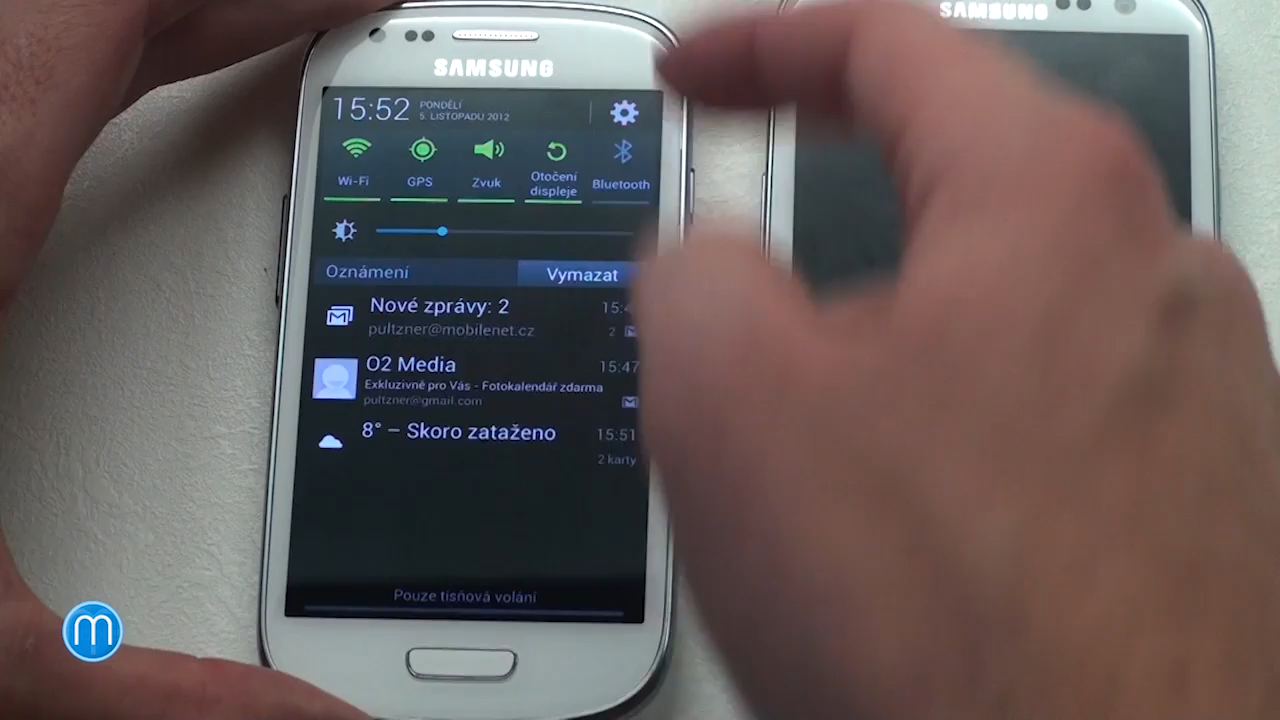 SAMSUNG
SAMSUNG
15:52
PONDĚLÍ
5. LISTOPADU 2012
Wi-Fi
GPS
Zvuk
Otočení
displeje
Bluetooth
Oznámení
Vymazat
Nové zprávy: 2
pultzner@mobilenet.cz
2
O2 Media
15:47
Exkluzivně pro Vás - Fotokalendář zdarma
pultzner@gmail.com
8° – Skoro zataženo
15:51
2 karty
Pouze tísňová volání
m